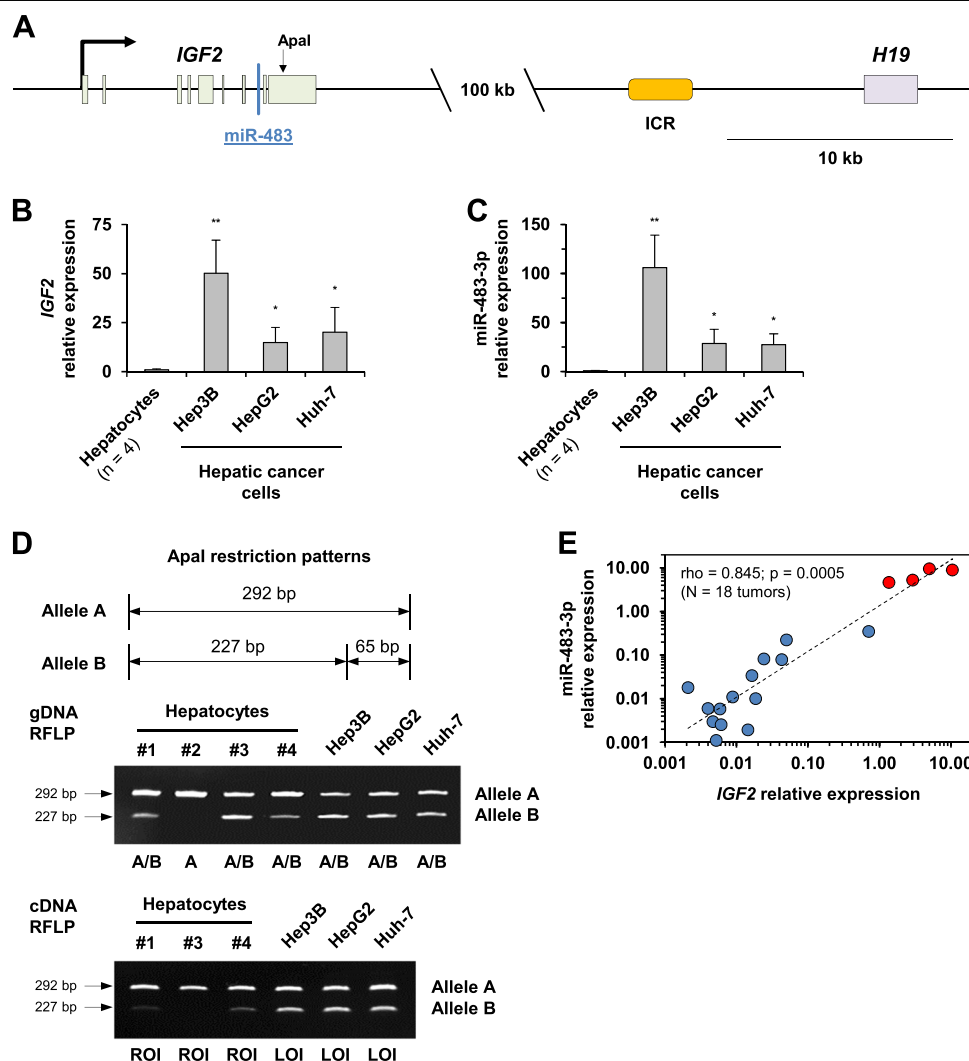 A
IGF2
ApaI
miR-483
100 kb
ICR
H19
10 kb
B
IGF2
relative expression
75
50
25
0
**
*
*
Hepatocytes
(n = 4)
Hep3B
HepG2
Huh-7
Hepatic cancer
cells
C
miR-483-3p
relative expression
150
100
50
0
**
*
*
Hepatocytes
(n = 4)
Hep3B
HepG2
Huh-7
Hepatic cancer
cells
D
ApaI restriction patterns
292 bp
Allele A
227 bp
65 bp
Allele B
gDNA
RFLP
Hepatocytes
#1 #2 #3 #4 Hep3B HepG2 Huh-7
292 bp
Allele A
227 bp
Allele B
A/B A A/B A/B A/B A/B A/B
cDNA
RFLP
Hepatocytes
#1 #3 #4 Hep3B HepG2 Huh-7
292 bp
Allele A
227 bp
Allele B
ROI ROI ROI LOI LOI LOI
E
miR-483-3p
relative expression
10.00
1.00
0.10
0.01
0.001
rho = 0.845; p = 0.0005
(N = 18 tumors)
0.001 0.01 0.10 1.00 10.00
IGF2 relative expression